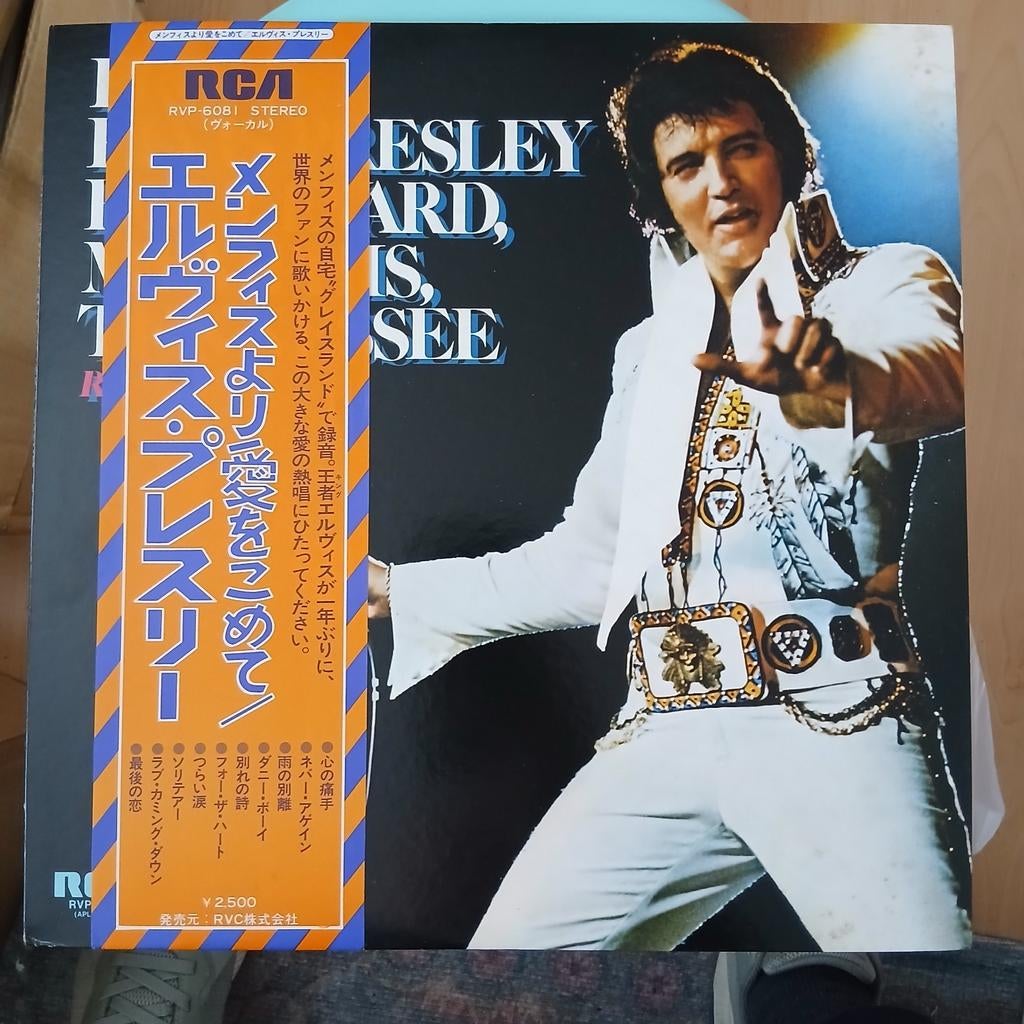 メンフィスより愛をこめて/エルヴィス・プレスリー
RCA
RVP-6081 STEREO
(ヴォーカル)
メンフィスの自宅“グレイスランド”で録音。王者エルヴィスが一年ぶりに、
キング
世界のファンに歌いかける、この大きな愛の熱唱にひたってください。
メンフィスより愛をこめて/
エルヴィス・プレスリー
●心の痛手
●ネバー・アゲイン
●雨の別離
●ダニー・ボーイ
●別れの詩
●フォー・ザ・ハート
●つらい涙
●ソリテアー
●ラブ・カミング・ダウン
●最後の恋
¥2,500
発売元:RVC株式会社
RESLEY
ARD,
IS,
SSEE
R
RC
RVP
(APL